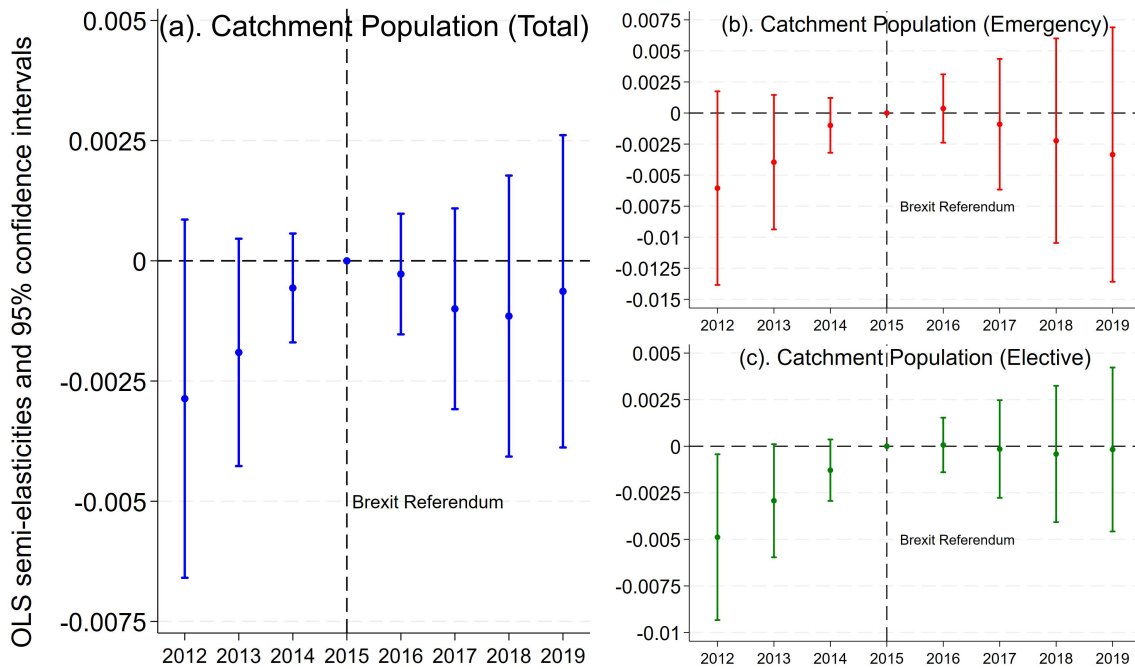 OLS semi-elasticities and 95% confidence intervals
(a). Catchment Population (Total)
0.005
0.0025
0
-0.0025
-0.005
-0.0075
Brexit Referendum
2012 2013 2014 2015 2016 2017 2018 2019
(b). Catchment Population (Emergency)
0.0075
0.005
0.0025
0
-0.0025
-0.005
-0.0075
-0.01
-0.0125
-0.015
Brexit Referendum
2012 2013 2014 2015 2016 2017 2018 2019
(c). Catchment Population (Elective)
0.005
0.0025
0
-0.0025
-0.005
-0.0075
-0.01
Brexit Referendum
2012 2013 2014 2015 2016 2017 2018 2019